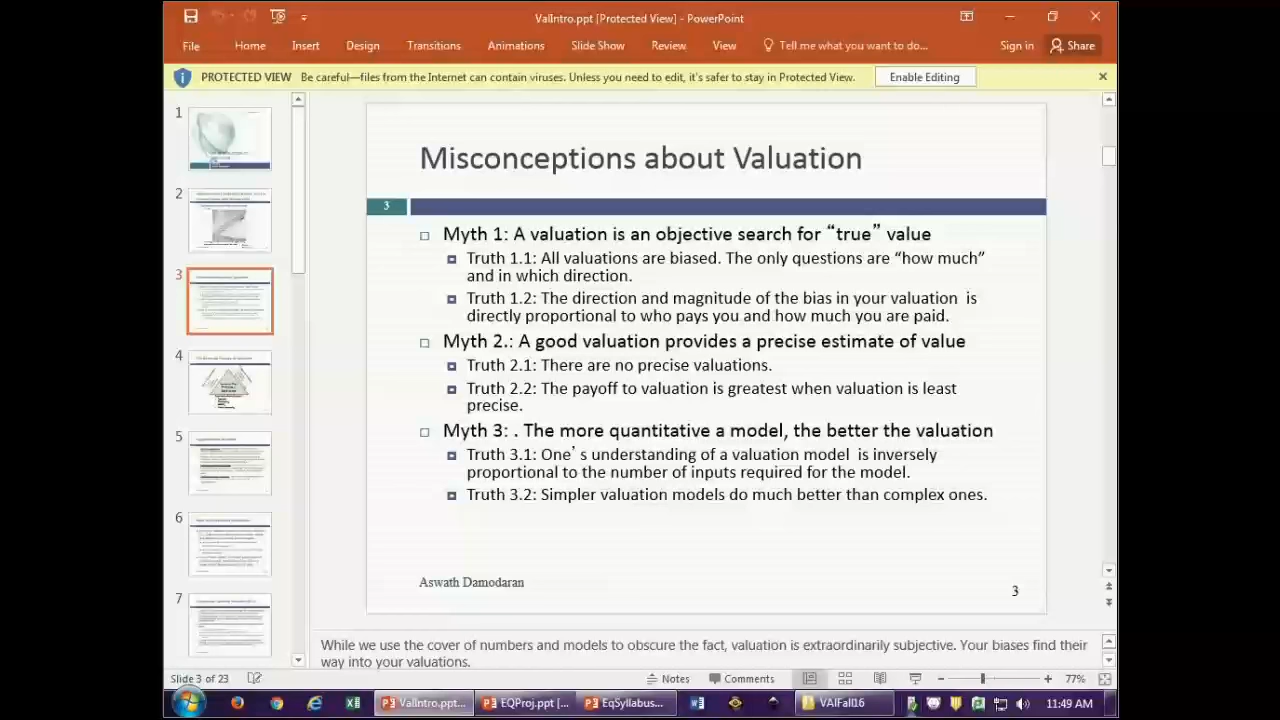 ValIntro.ppt [Protected View] - PowerPoint
File Home Insert Design Transitions Animations Slide Show Review View Tell me what you want to do... Sign in Share
PROTECTED VIEW Be careful—files from the Internet can contain viruses. Unless you need to edit, it's safer to stay in Protected View. Enable Editing
1
2
3
4
5
6
7
Misconceptions about Valuation
3
Myth 1: A valuation is an objective search for “true” value
Truth 1.1: All valuations are biased. The only questions are “how much”
and in which direction.
Truth 1.2: The direction and magnitude of the bias in your valuation is
directly proportional to who pays you and how much you are paid.
Myth 2.: A good valuation provides a precise estimate of value
Truth 2.1: There are no precise valuations.
Truth 2.2: The payoff to valuation is greatest when valuation is least
precise.
Myth 3: . The more quantitative a model, the better the valuation
Truth 3.1: One’s understanding of a valuation model is inversely
proportional to the number of inputs required for the model.
Truth 3.2: Simpler valuation models do much better than complex ones.
Aswath Damodaran
3
While we use the cover of numbers and models to obscure the fact, valuation is extraordinarily subjective. Your biases find their
way into your valuations.
Slide 3 of 23 Notes Comments 77%
ValIntro.ppt... EQProj.ppt [... EqSyllabus... VAlFall16 11:49 AM